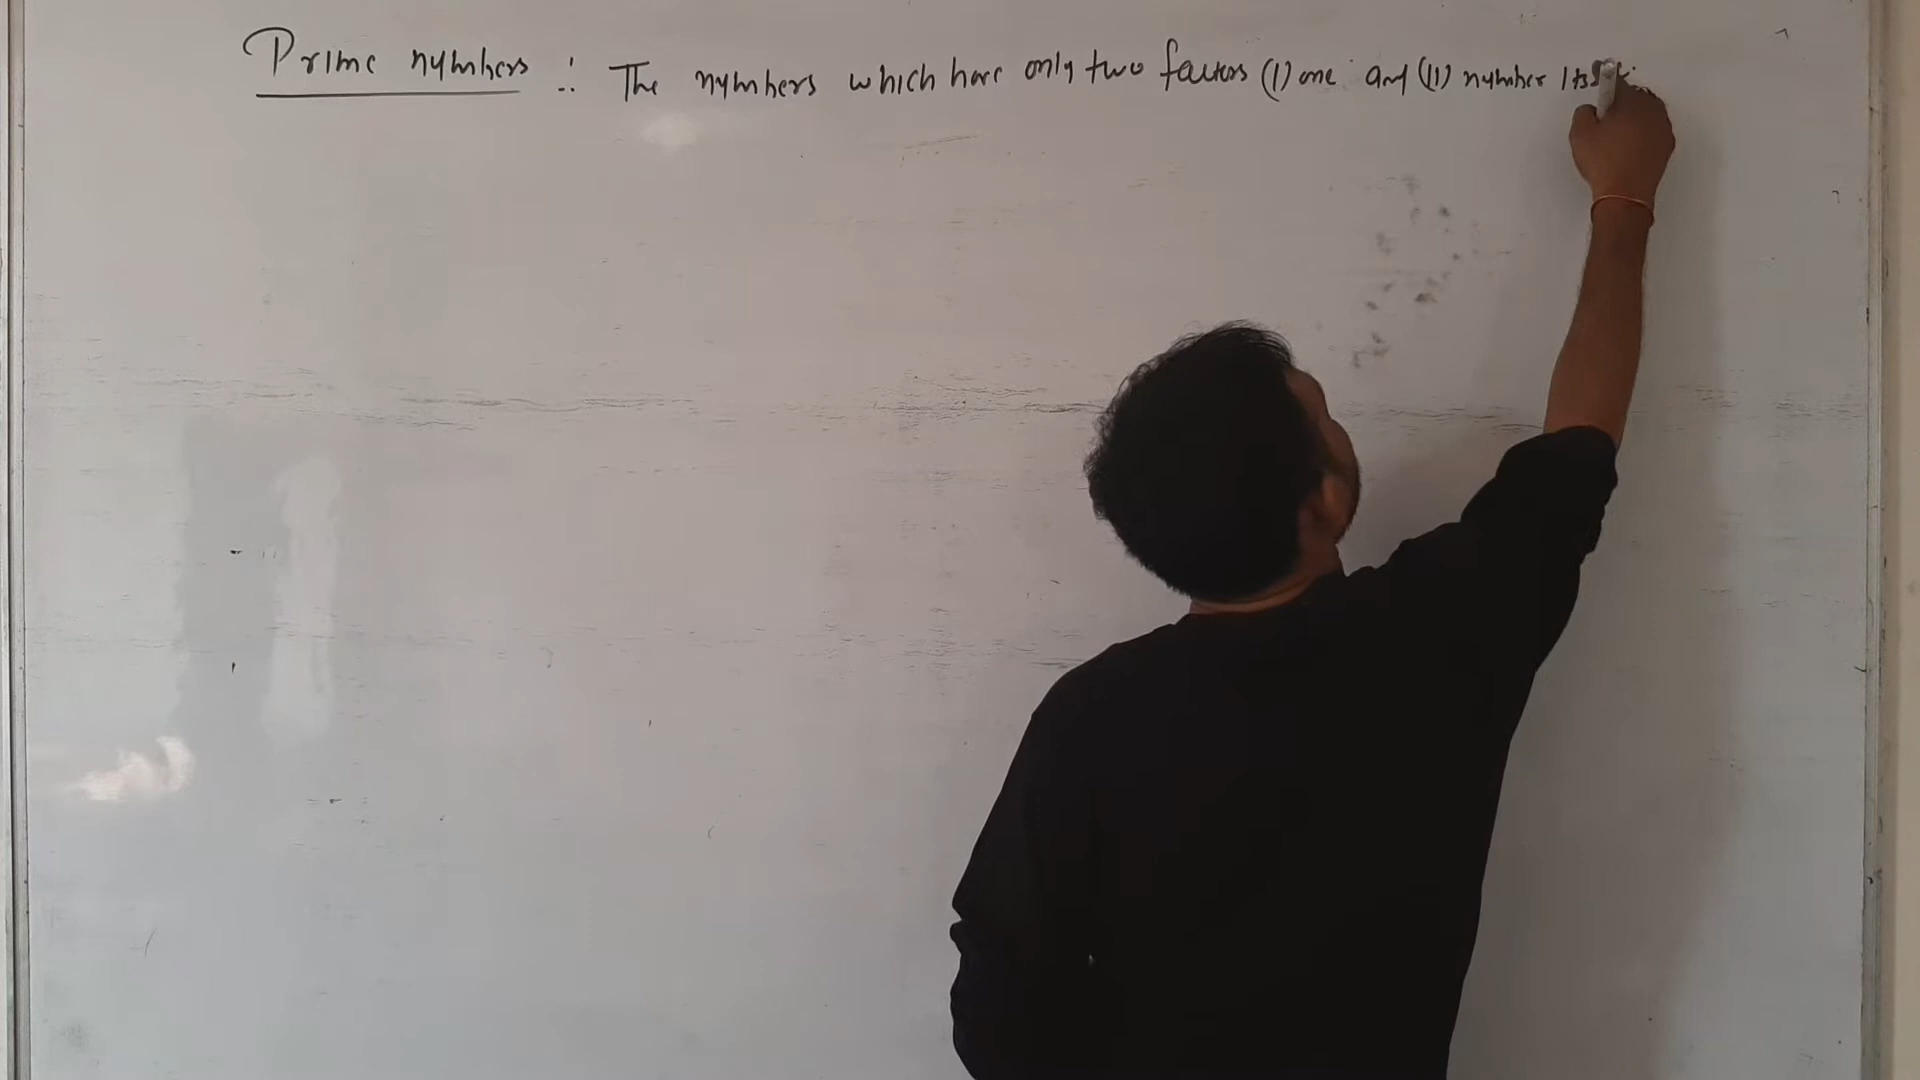 Prime numbers :- The numbers which have only two factors (I) one and (II) number itself.